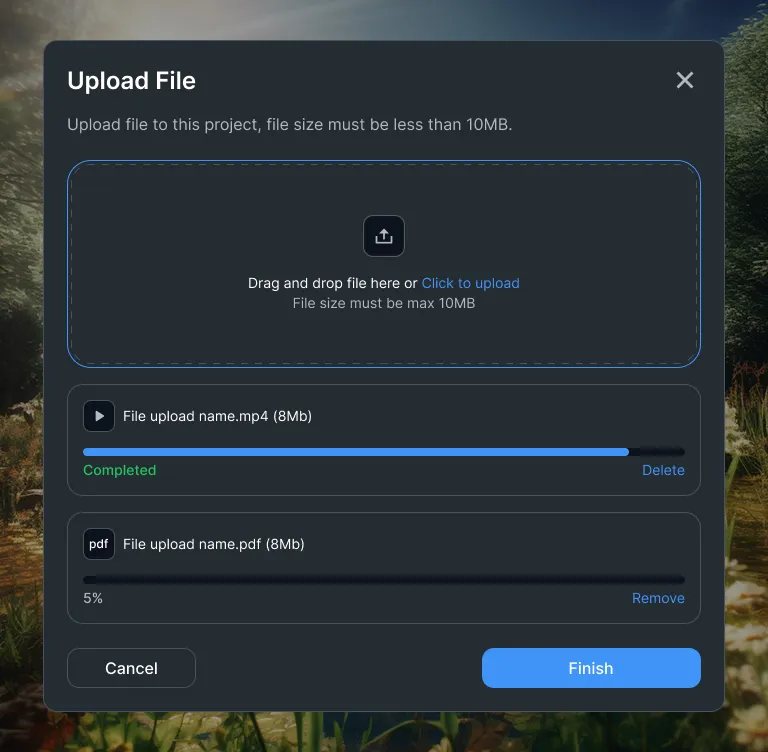 Upload File
Upload file to this project, file size must be less than 10MB.
Drag and drop file here or Click to upload
File size must be max 10MB
File upload name.mp4 (8Mb)
Completed
Delete
pdf
File upload name.pdf (8Mb)
5%
Remove
Cancel
Finish